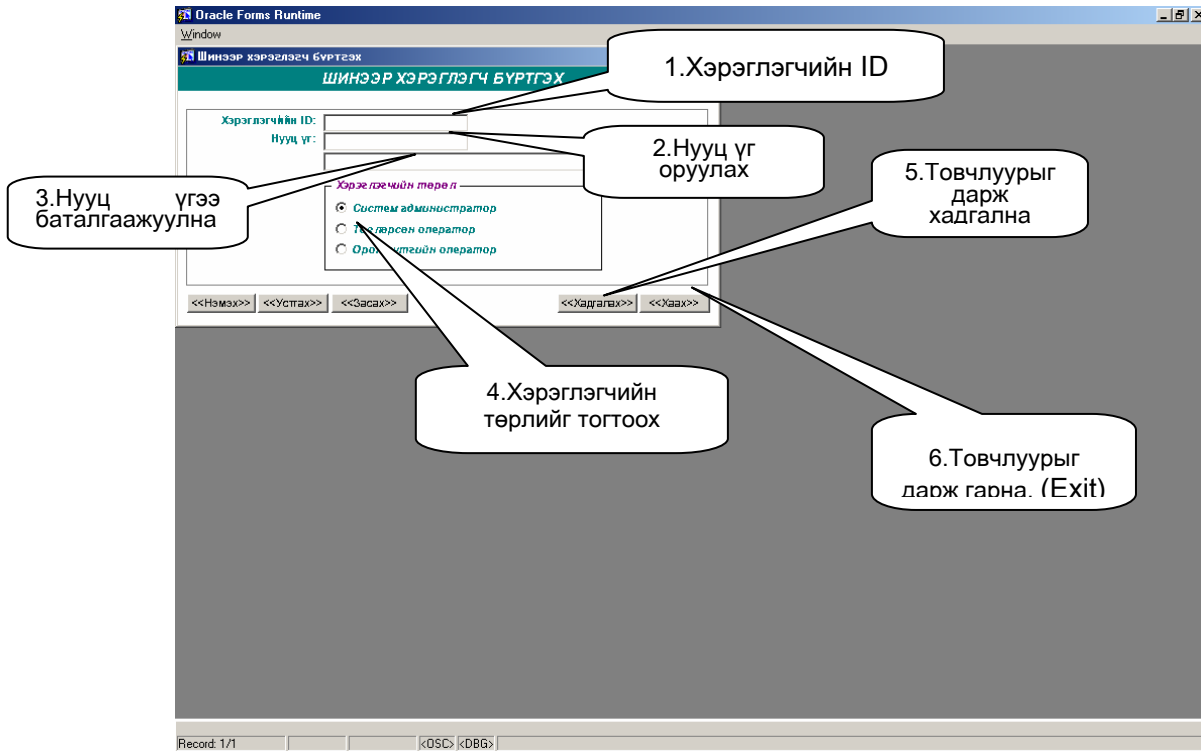 Oracle Forms Runtime
Window
Шинээр хэрэглэгч бүртгэх
ШИНЭЭР ХЭРЭГЛЭГЧ БҮРТГЭХ
1.Хэрэглэгчийн ID
Хэрэглэгчийн ID:
Нууц үг:
2.Нууц үг
оруулах
3.Нууц үгээ
баталгаажуулна
Хэрэглэгчийн төрөл
Систем администратор
оператор
оператор
5.Товчлуурыг
дарж
хадгална
<<Нэмэх>> <<Устгах>> <<Засах>> <<Хадгалах>> <<Хаах>>
4.Хэрэглэгчийн
төрлийг тогтоох
6.Товчлуурыг
дарж гарна. (Exit)
Record: 1/1 <OSC> <DBG>